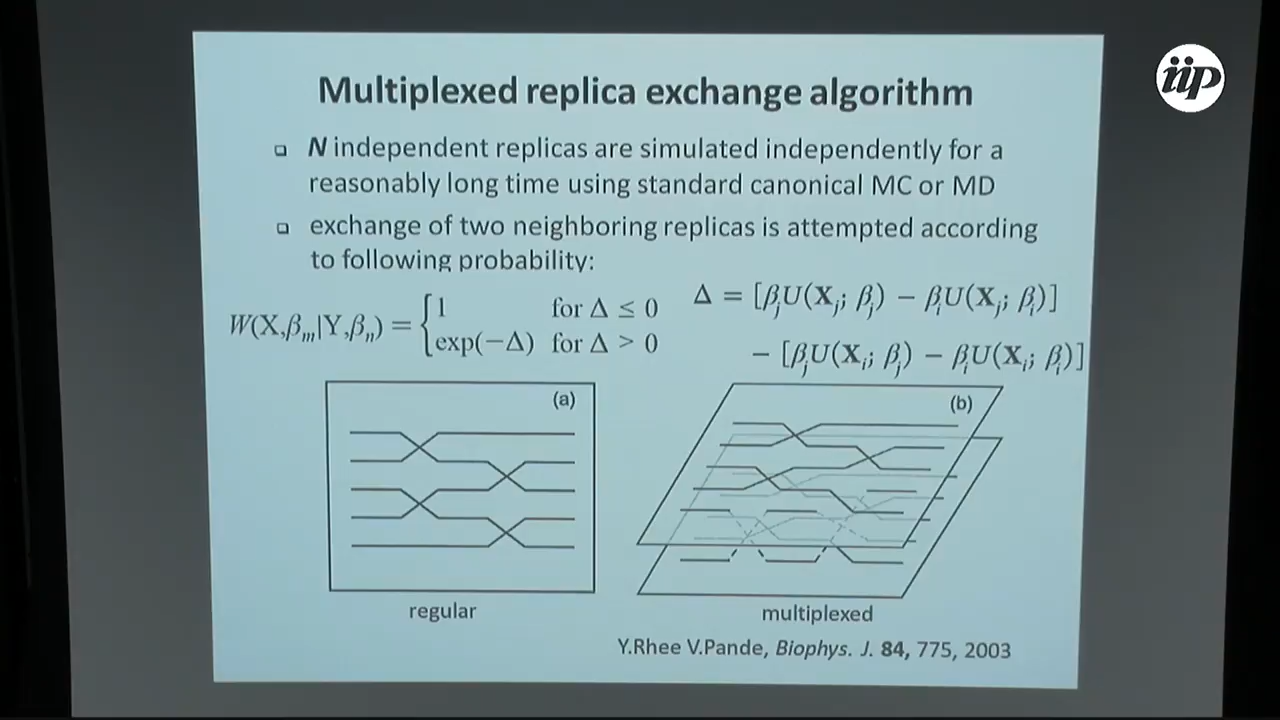 iip
Multiplexed replica exchange algorithm
N independent replicas are simulated independently for a
reasonably long time using standard canonical MC or MD
exchange of two neighboring replicas is attempted according
to following probability:
W(X,βₘ|Y,βₙ) = {1 for Δ ≤ 0
exp(−Δ) for Δ > 0
Δ = [βⱼU(Xⱼ; βⱼ) − βᵢU(Xⱼ; βᵢ)]
− [βⱼU(Xᵢ; βⱼ) − βᵢU(Xᵢ; βᵢ)]
(a)
(b)
regular
multiplexed
Y.Rhee V.Pande, Biophys. J. 84, 775, 2003